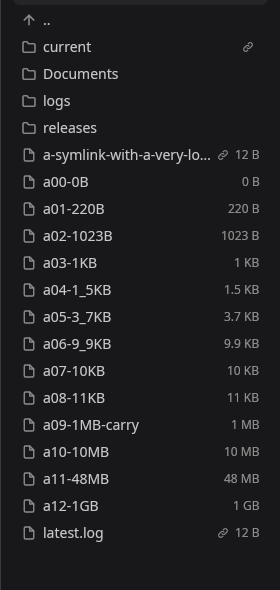 ..
current
Documents
logs
releases
a-symlink-with-a-very-lo... 12 B
a00-0B 0 B
a01-220B 220 B
a02-1023B 1023 B
a03-1KB 1 KB
a04-1_5KB 1.5 KB
a05-3_7KB 3.7 KB
a06-9_9KB 9.9 KB
a07-10KB 10 KB
a08-11KB 11 KB
a09-1MB-carry 1 MB
a10-10MB 10 MB
a11-48MB 48 MB
a12-1GB 1 GB
latest.log 12 B